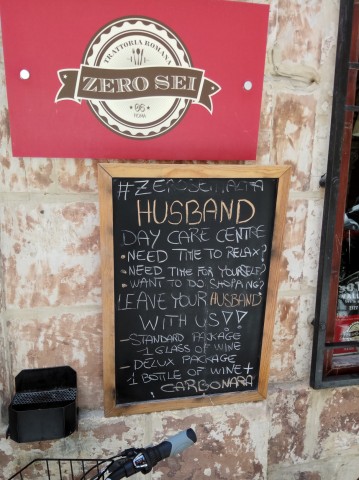 TRATTORIA ROMANA
ZERO SEI
06
ROMA
#ZEROSEIMALTA
HUSBAND
DAY CARE CENTRE
• NEED TIME TO RELAX?
• NEED TIME FOR YOURSELF?
• WANT TO DO SHOPPING?
LEAVE YOUR HUSBAND
WITH US!!
- STANDARD PACKAGE
- 1 GLASS OF WINE
- DELUX PACKAGE
- 1 BOTTLE OF WINE +
CARBONARA